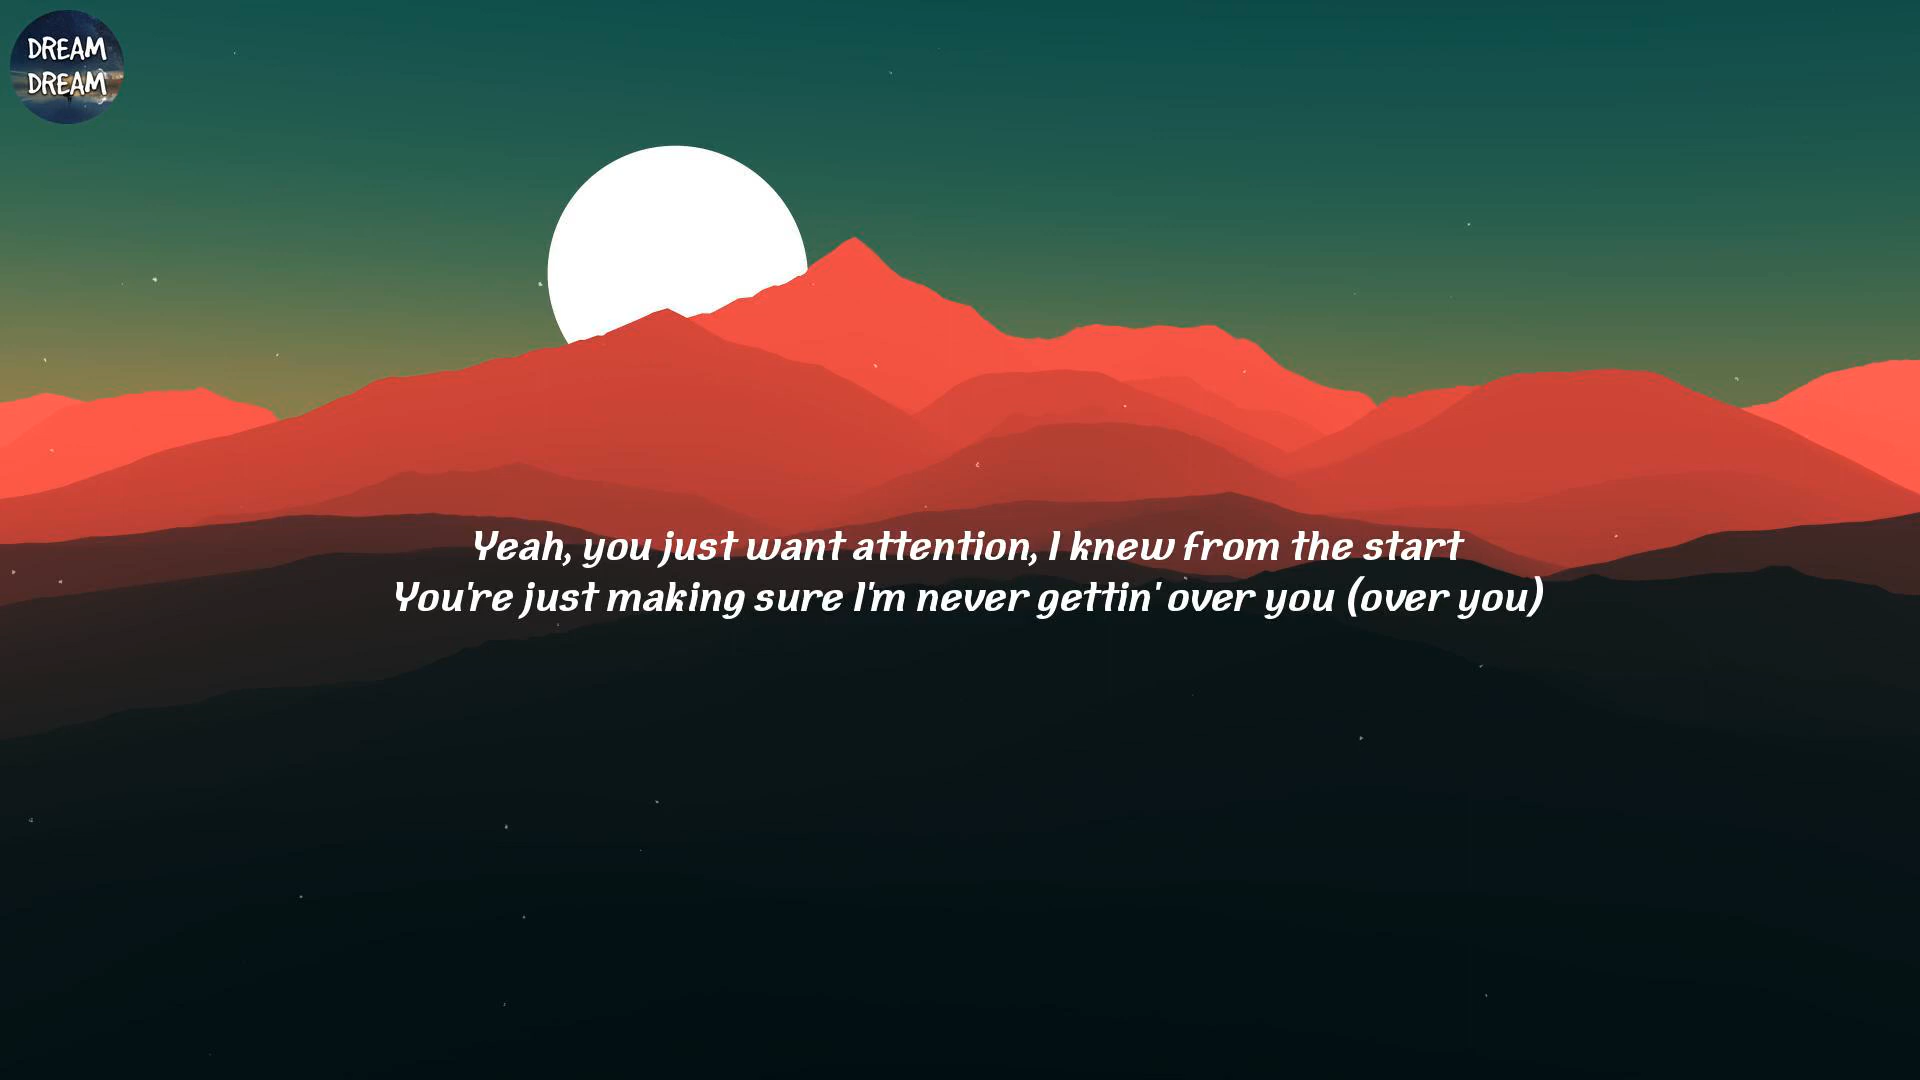 DREAM
DREAM
Yeah, you just want attention, I knew from the start
You're just making sure I'm never gettin' over you (over you)